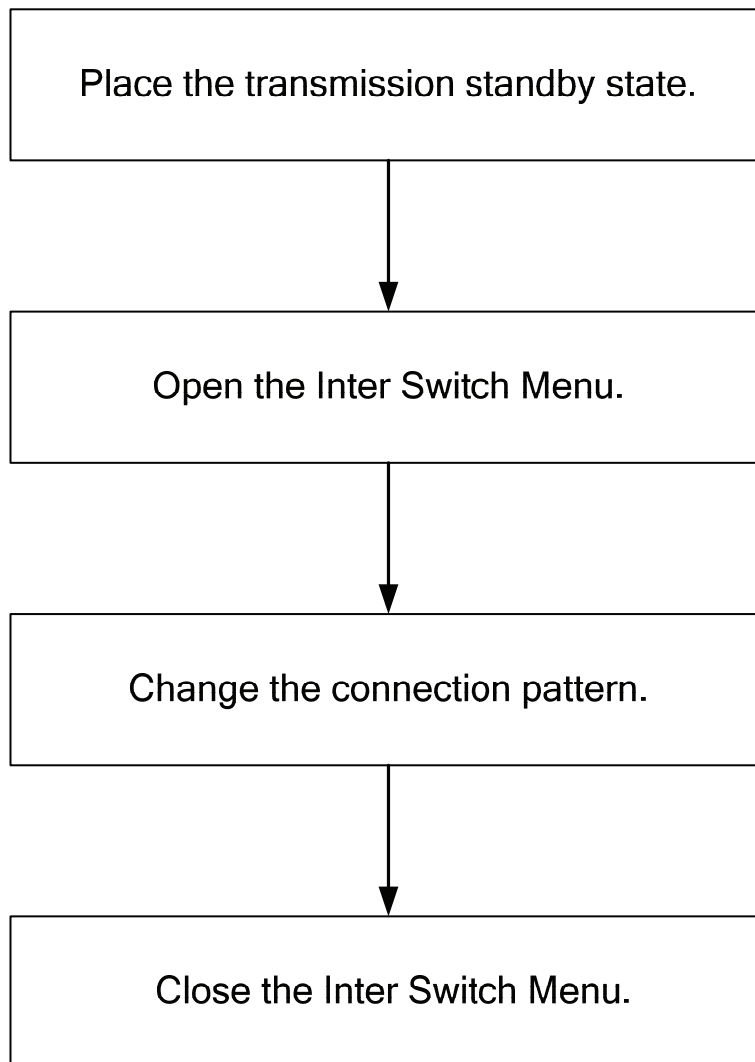 Place the transmission standby state.
Open the Inter Switch Menu.
Change the connection pattern.
Close the Inter Switch Menu.